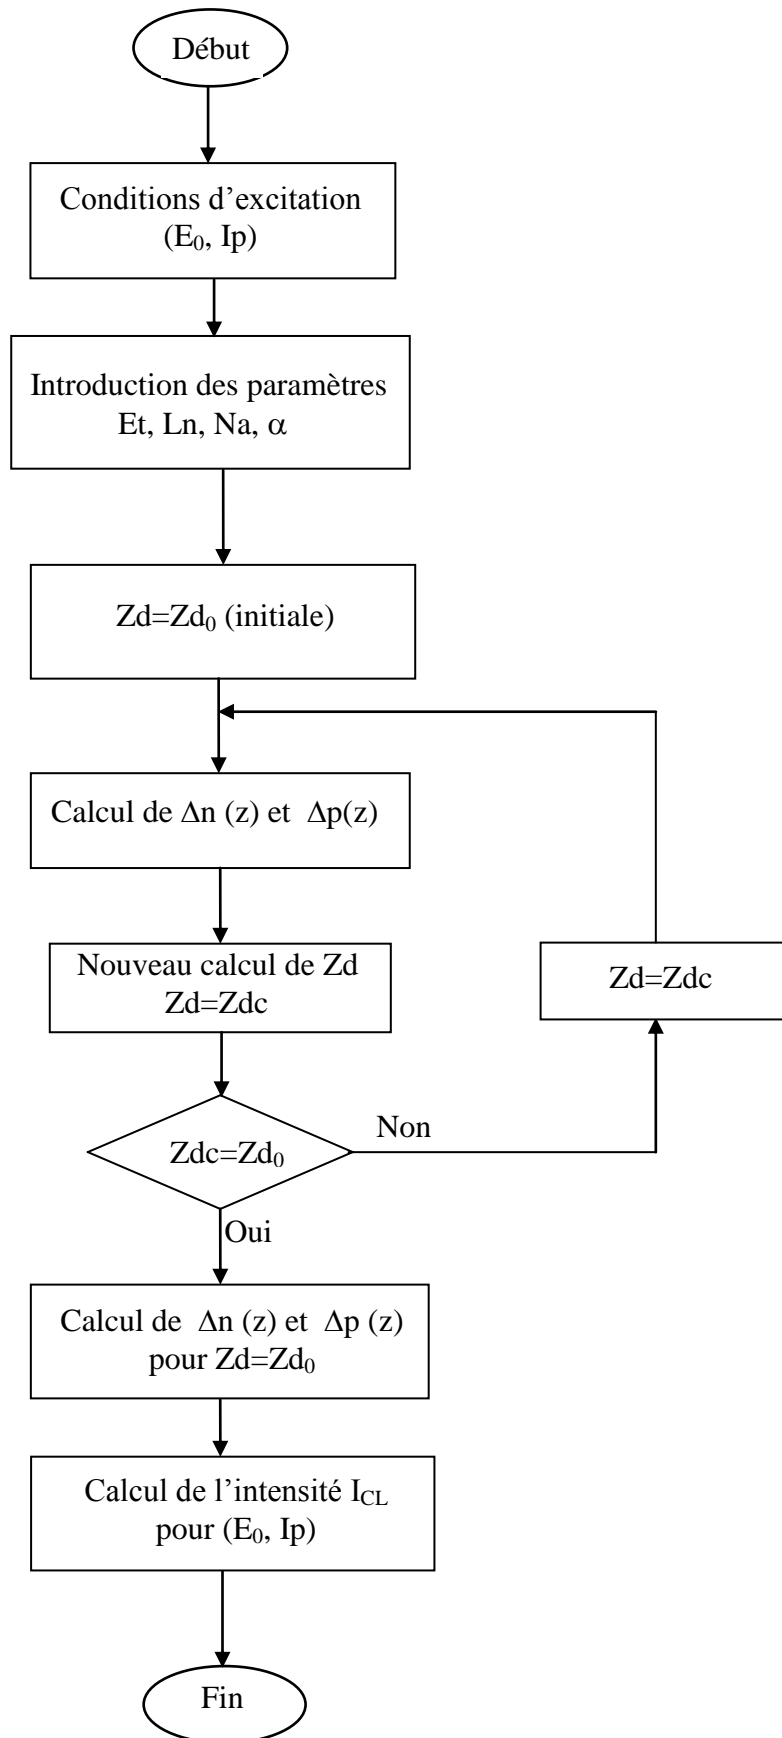 Début
Conditions d’excitation
(E₀, Ip)
Introduction des paramètres
Et, Ln, Na, α
Zd=Zd₀ (initiale)
Calcul de Δn (z) et Δp(z)
Nouveau calcul de Zd
Zd=Zdc
Zd=Zdc
Zdc=Zd₀
Non
Oui
Calcul de Δn (z) et Δp (z)
pour Zd=Zd₀
Calcul de l’intensité I_CL
pour (E₀, Ip)
Fin